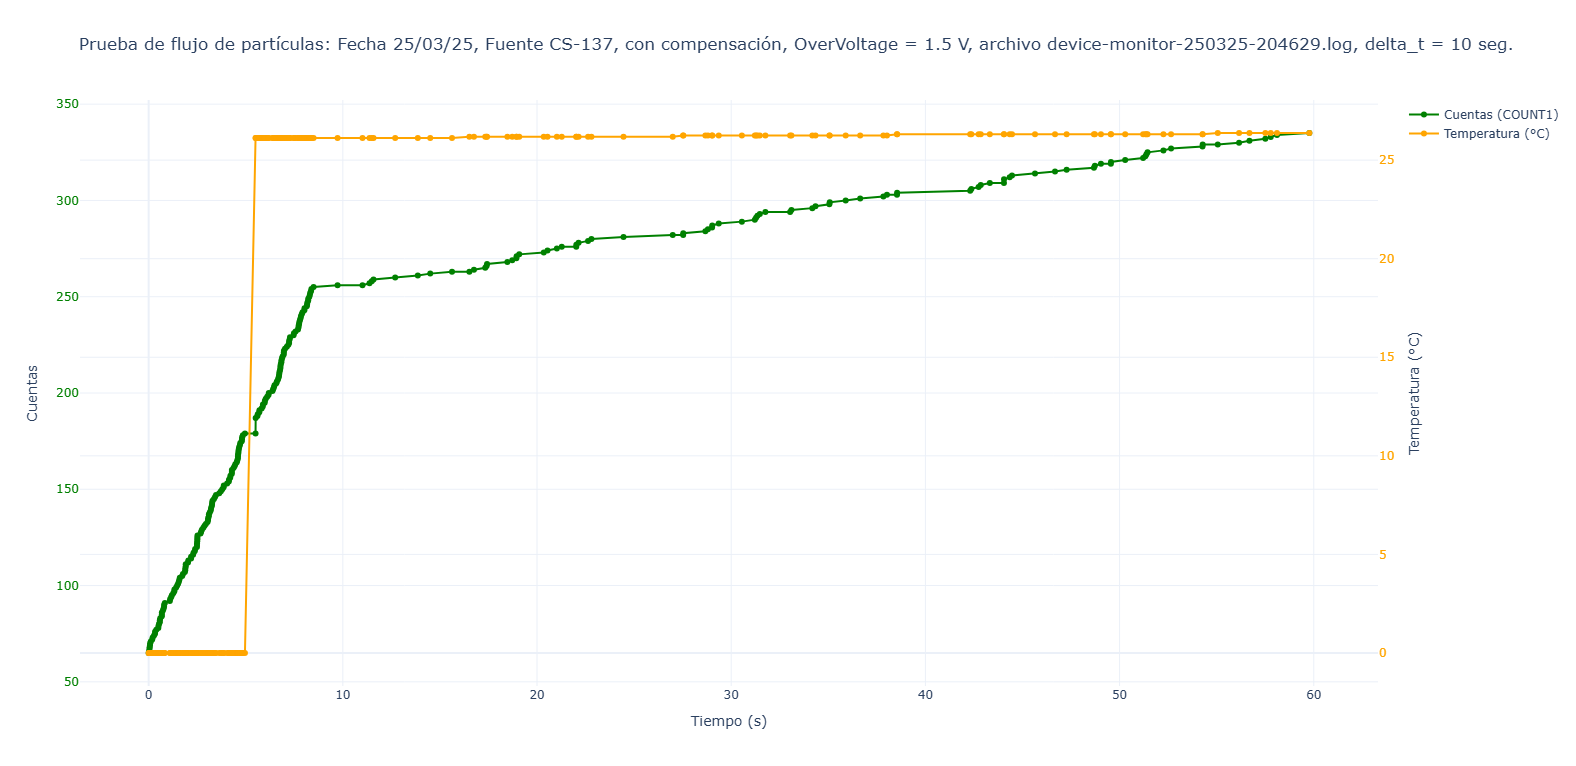 Prueba de flujo de partículas: Fecha 25/03/25, Fuente CS-137, con compensación, OverVoltage = 1.5 V, archivo device-monitor-250325-204629.log, delta_t = 10 seg.
Cuentas (COUNT1)
Temperatura (°C)
350
300
250
200
150
100
50
Cuentas
25
20
15
10
5
0
Temperatura (°C)
0 10 20 30 40 50 60
Tiempo (s)